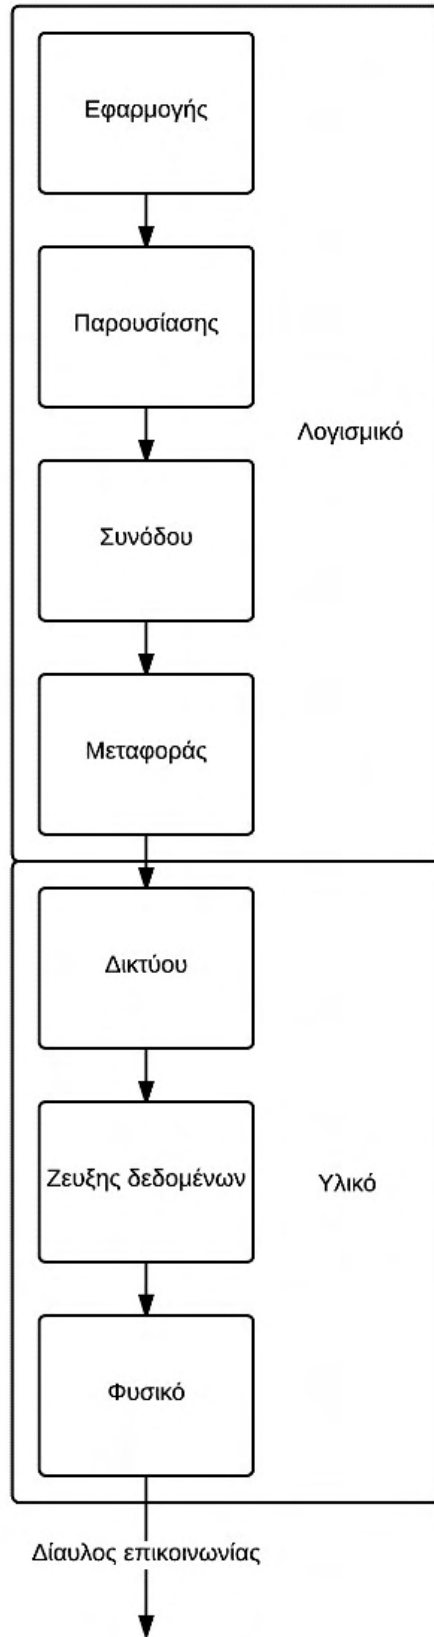 Εφαρμογής
Παρουσίασης
Λογισμικό
Συνόδου
Μεταφοράς
Δικτύου
Ζευξης δεδομένων
Υλικό
Φυσικό
Δίαυλος επικοινωνίας